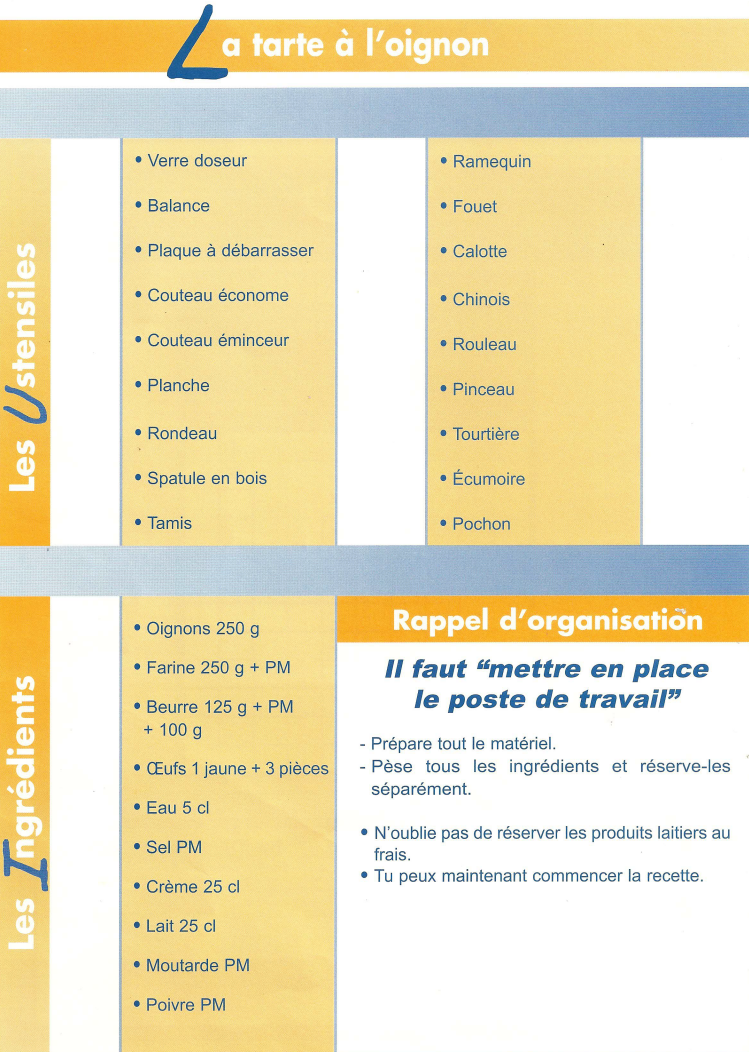 La tarte à l'oignon
Les Ustensiles
• Verre doseur
• Balance
• Plaque à débarrasser
• Couteau économe
• Couteau éminceur
• Planche
• Rondeau
• Spatule en bois
• Tamis
• Ramequin
• Fouet
• Calotte
• Chinois
• Rouleau
• Pinceau
• Tourtière
• Écumoire
• Pochon
Les Ingrédients
• Oignons 250 g
• Farine 250 g + PM
• Beurre 125 g + PM
+ 100 g
• Œufs 1 jaune + 3 pièces
• Eau 5 cl
• Sel PM
• Crème 25 cl
• Lait 25 cl
• Moutarde PM
• Poivre PM
Rappel d'organisation
Il faut “mettre en place
le poste de travail”
- Prépare tout le matériel.
- Pèse tous les ingrédients et réserve-les
séparément.
• N'oublie pas de réserver les produits laitiers au
frais.
• Tu peux maintenant commencer la recette.